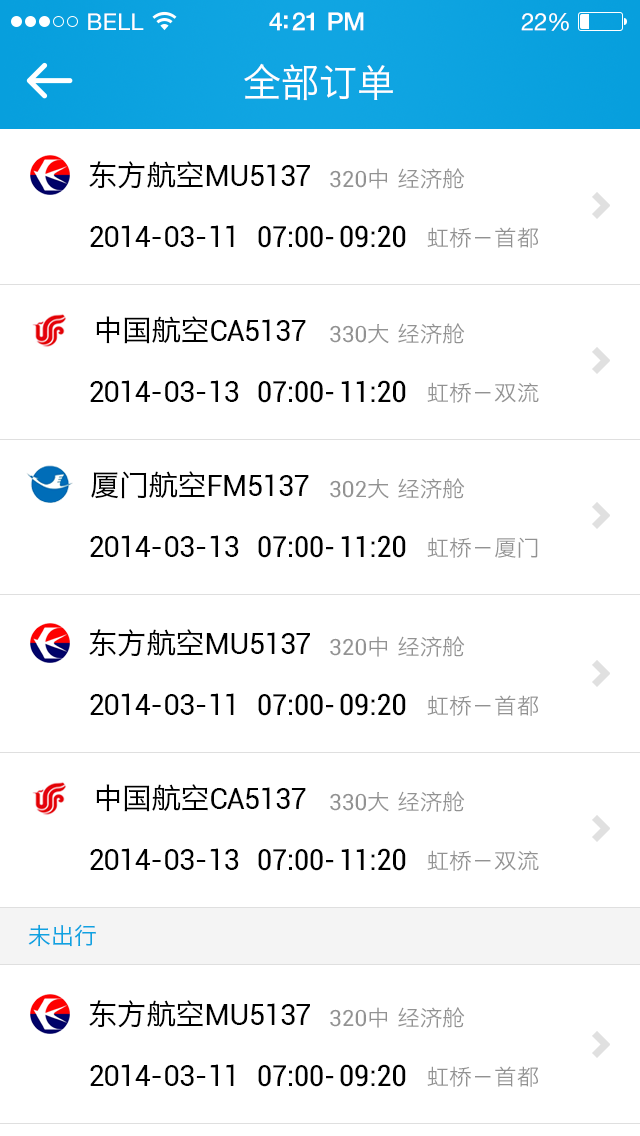 BELL 4:21 PM 22%
全部订单
东方航空MU5137 320中 经济舱
2014-03-11 07:00-09:20 虹桥－首都
中国航空CA5137 330大 经济舱
2014-03-13 07:00-11:20 虹桥－双流
厦门航空FM5137 302大 经济舱
2014-03-13 07:00-11:20 虹桥－厦门
东方航空MU5137 320中 经济舱
2014-03-11 07:00-09:20 虹桥－首都
中国航空CA5137 330大 经济舱
2014-03-13 07:00-11:20 虹桥－双流
未出行
东方航空MU5137 320中 经济舱
2014-03-11 07:00-09:20 虹桥－首都